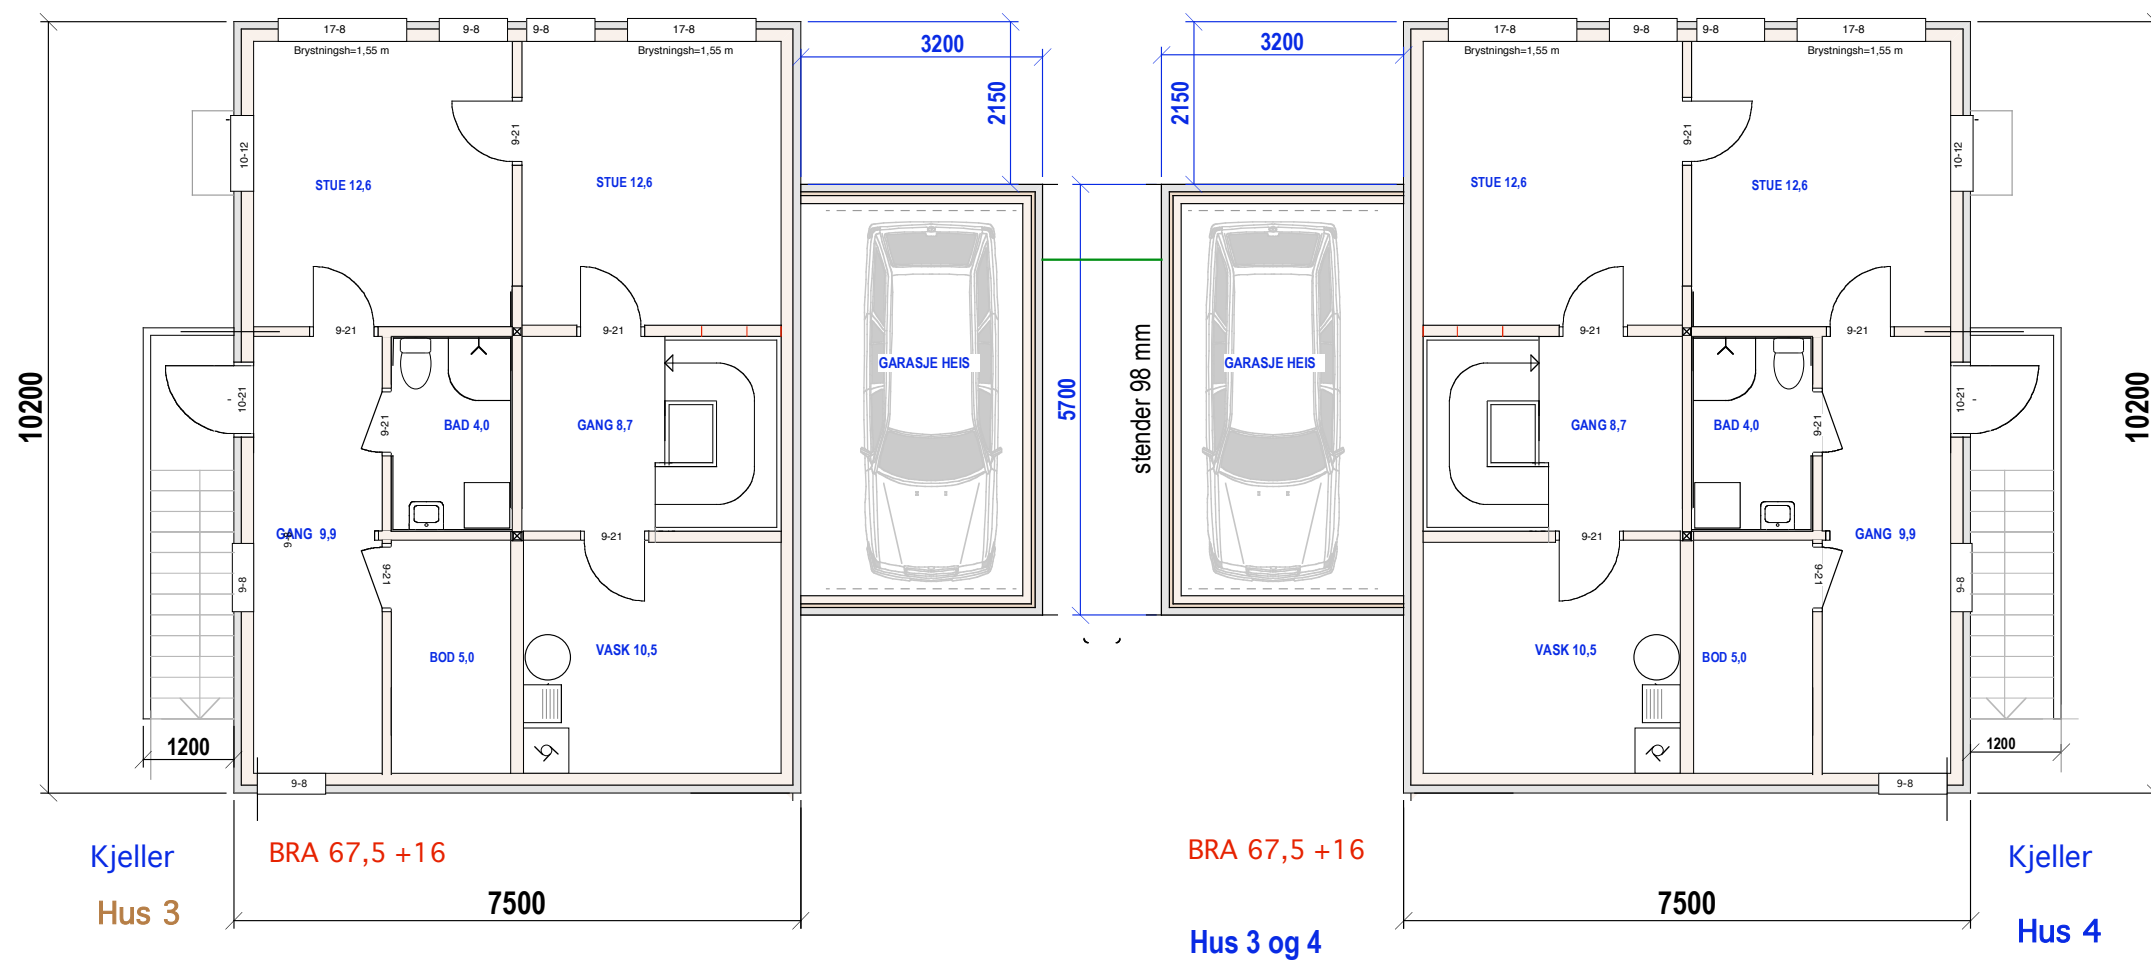 17-8
9-8
9-8
17-8
Brystningsh=1,55 m
Brystningsh=1,55 m
3200
2150
3200
2150
17-8
9-8
9-8
17-8
Brystningsh=1,55 m
Brystningsh=1,55 m
10-12
9-21
STUE 12,6
STUE 12,6
9-21
10-12
STUE 12,6
STUE 12,6
9-21
9-21
9-21
9-21
10200
10-21
9-21
BAD 4,0
GANG 8,7
GARASJE HEIS
5700
stender 98 mm
GARASJE HEIS
GANG 8,7
BAD 4,0
9-21
10-21
10200
GANG 9,9
9-8
9-21
9-21
GANG 9,9
9-8
9-21
9-21
9-8
BOD 5,0
VASK 10,5
VASK 10,5
BOD 5,0
1200
1200
9-8
9-8
Kjeller
BRA 67,5 +16
BRA 67,5 +16
Kjeller
Hus 3
7500
7500
Hus 3 og 4
Hus 4